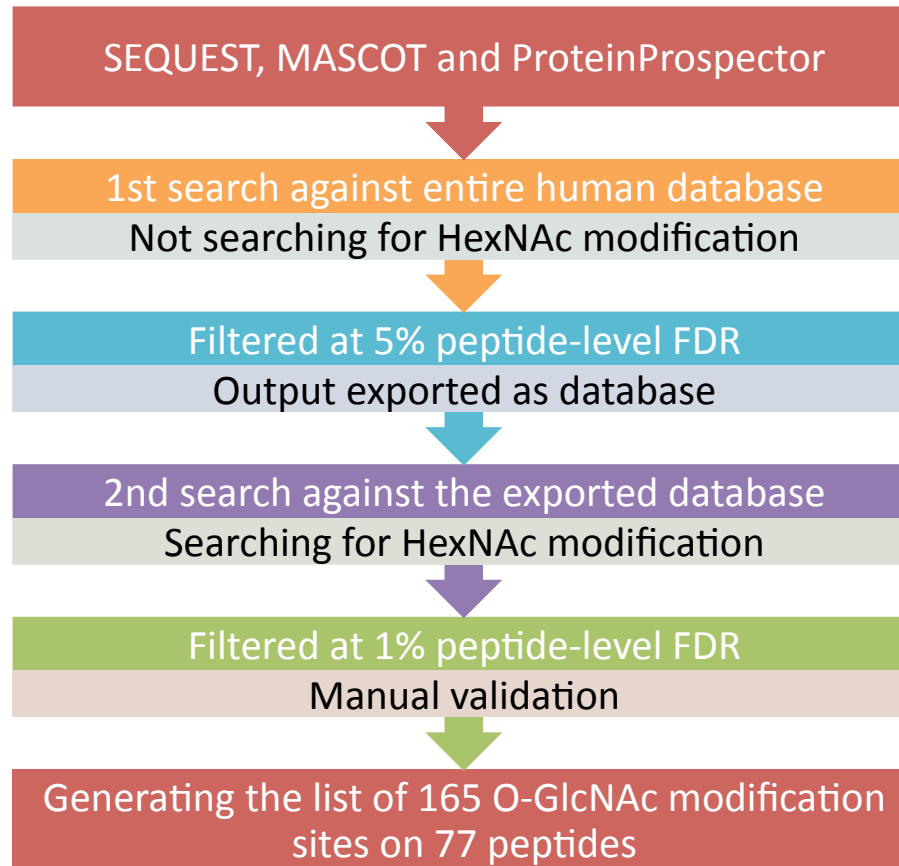 SEQUEST, MASCOT and ProteinProspector
1st search against entire human database
Not searching for HexNAc modification
Filtered at 5% peptide-level FDR
Output exported as database
2nd search against the exported database
Searching for HexNAc modification
Filtered at 1% peptide-level FDR
Manual validation
Generating the list of 165 O-GlcNAc modification
sites on 77 peptides